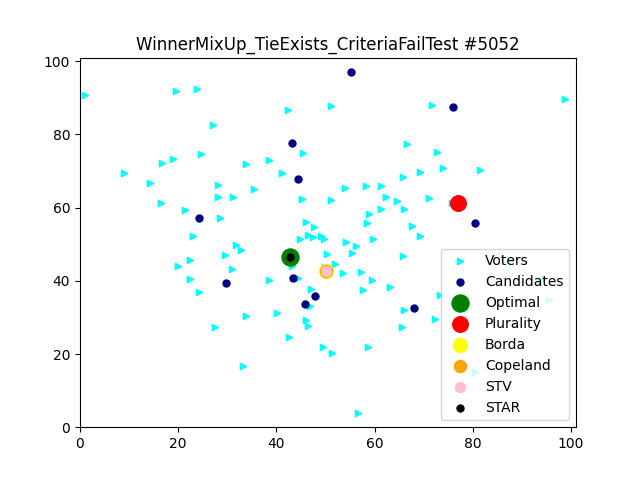 WinnerMixUp_TieExists_CriteriaFailTest #5052
100
80
60
40
20
0
0
20
40
60
80
100
Voters
Candidates
Optimal
Plurality
Borda
Copeland
STV
STAR